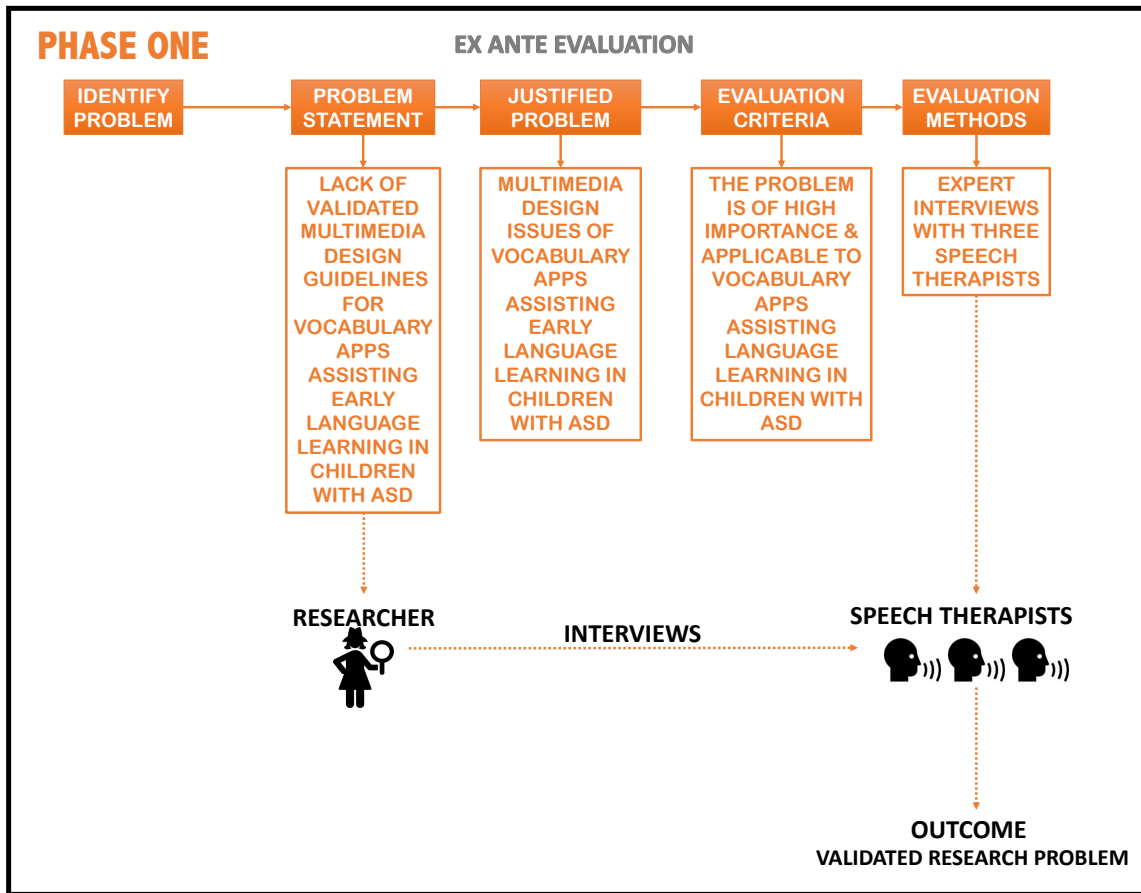 PHASE ONE
EX ANTE EVALUATION
IDENTIFY
PROBLEM
PROBLEM
STATEMENT
JUSTIFIED
PROBLEM
EVALUATION
CRITERIA
EVALUATION
METHODS
LACK OF
VALIDATED
MULTIMEDIA
DESIGN
GUIDELINES
FOR
VOCABULARY
APPS
ASSISTING
EARLY
LANGUAGE
LEARNING IN
CHILDREN
WITH ASD
MULTIMEDIA
DESIGN
ISSUES OF
VOCABULARY
APPS
ASSISTING
EARLY
LANGUAGE
LEARNING IN
CHILDREN
WITH ASD
THE PROBLEM
IS OF HIGH
IMPORTANCE &
APPLICABLE TO
VOCABULARY
APPS
ASSISTING
LANGUAGE
LEARNING IN
CHILDREN WITH
ASD
EXPERT
INTERVIEWS
WITH THREE
SPEECH
THERAPISTS
RESEARCHER
INTERVIEWS
SPEECH THERAPISTS
OUTCOME
VALIDATED RESEARCH PROBLEM